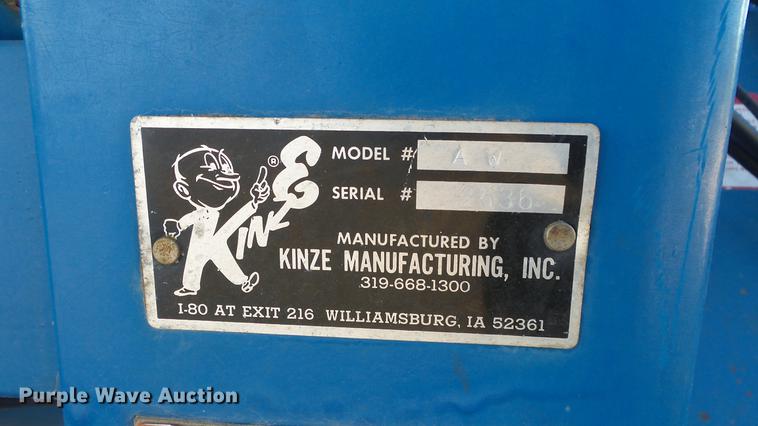 KINZE ®
MODEL # A W
SERIAL #
MANUFACTURED BY
KINZE MANUFACTURING, INC.
319-668-1300
I-80 AT EXIT 216 WILLIAMSBURG, IA 52361
Purple Wave Auction